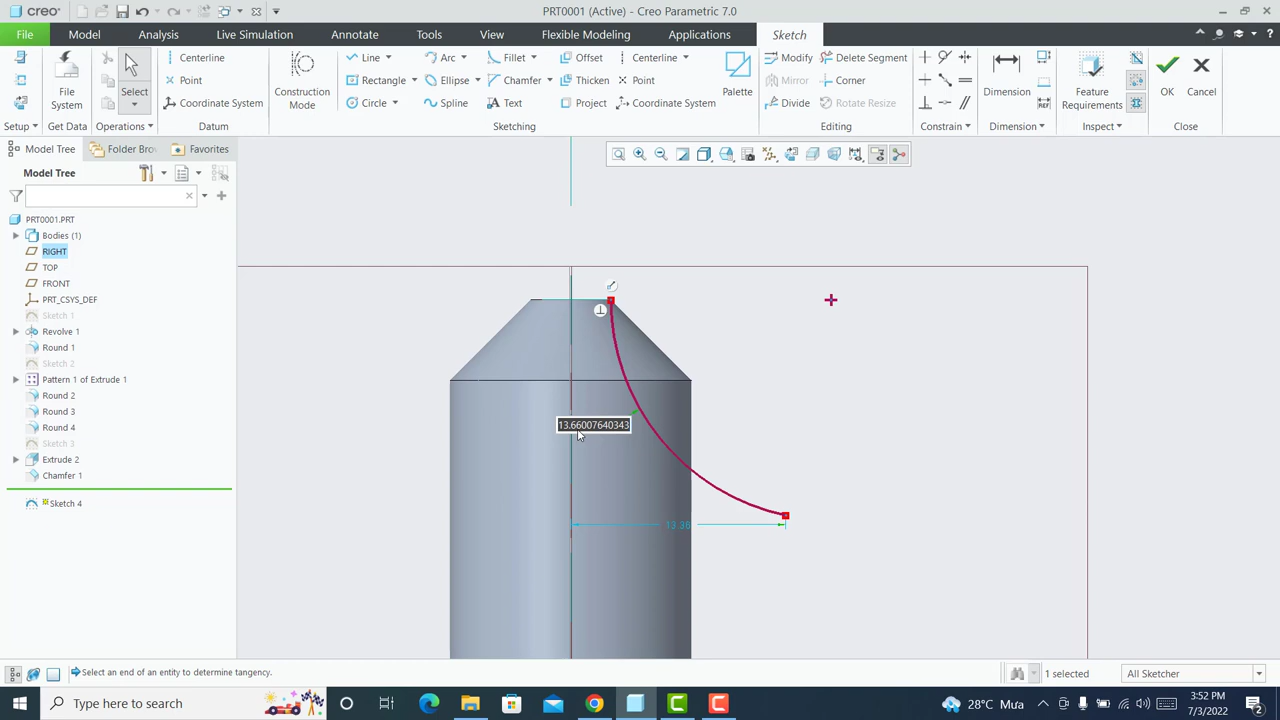 creo
PRT0001 (Active) - Creo Parametric 7.0
File
Model
Analysis
Live Simulation
Annotate
Tools
View
Flexible Modeling
Applications
Sketch
Setup
File System
Get Data
Select
Operations
Centerline
Point
Coordinate System
Datum
Construction Mode
Line
Rectangle
Circle
Arc
Ellipse
Spline
Fillet
Chamfer
Text
Offset
Thicken
Project
Centerline
Point
Coordinate System
Palette
Sketching
Modify
Mirror
Divide
Delete Segment
Corner
Rotate Resize
Editing
Constrain
Dimension
REF
Dimension
Feature Requirements
Inspect
OK
Cancel
Close
Model Tree
Folder Bro
Favorites
Model Tree
PRT0001.PRT
Bodies (1)
RIGHT
TOP
FRONT
PRT_CSYS_DEF
Sketch 1
Revolve 1
Round 1
Sketch 2
Pattern 1 of Extrude 1
Round 2
Round 3
Round 4
Sketch 3
Extrude 2
Chamfer 1
Sketch 4
13.66007640343
Select an end of an entity to determine tangency.
1 selected
All Sketcher
Type here to search
28°C Mưa
3:52 PM
7/3/2022
2